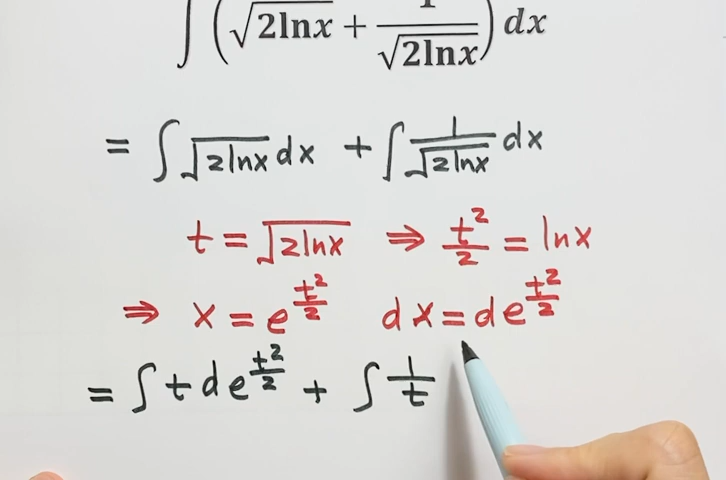 ∫ (√2lnx + 1/√2lnx) dx
= ∫ √2lnx dx + ∫ 1/√2lnx dx
t = √2lnx ⇒ t²/2 = lnx
⇒ x = e^(t²/2) dx = de^(t²/2)
= ∫ t de^(t²/2) + ∫ 1/t